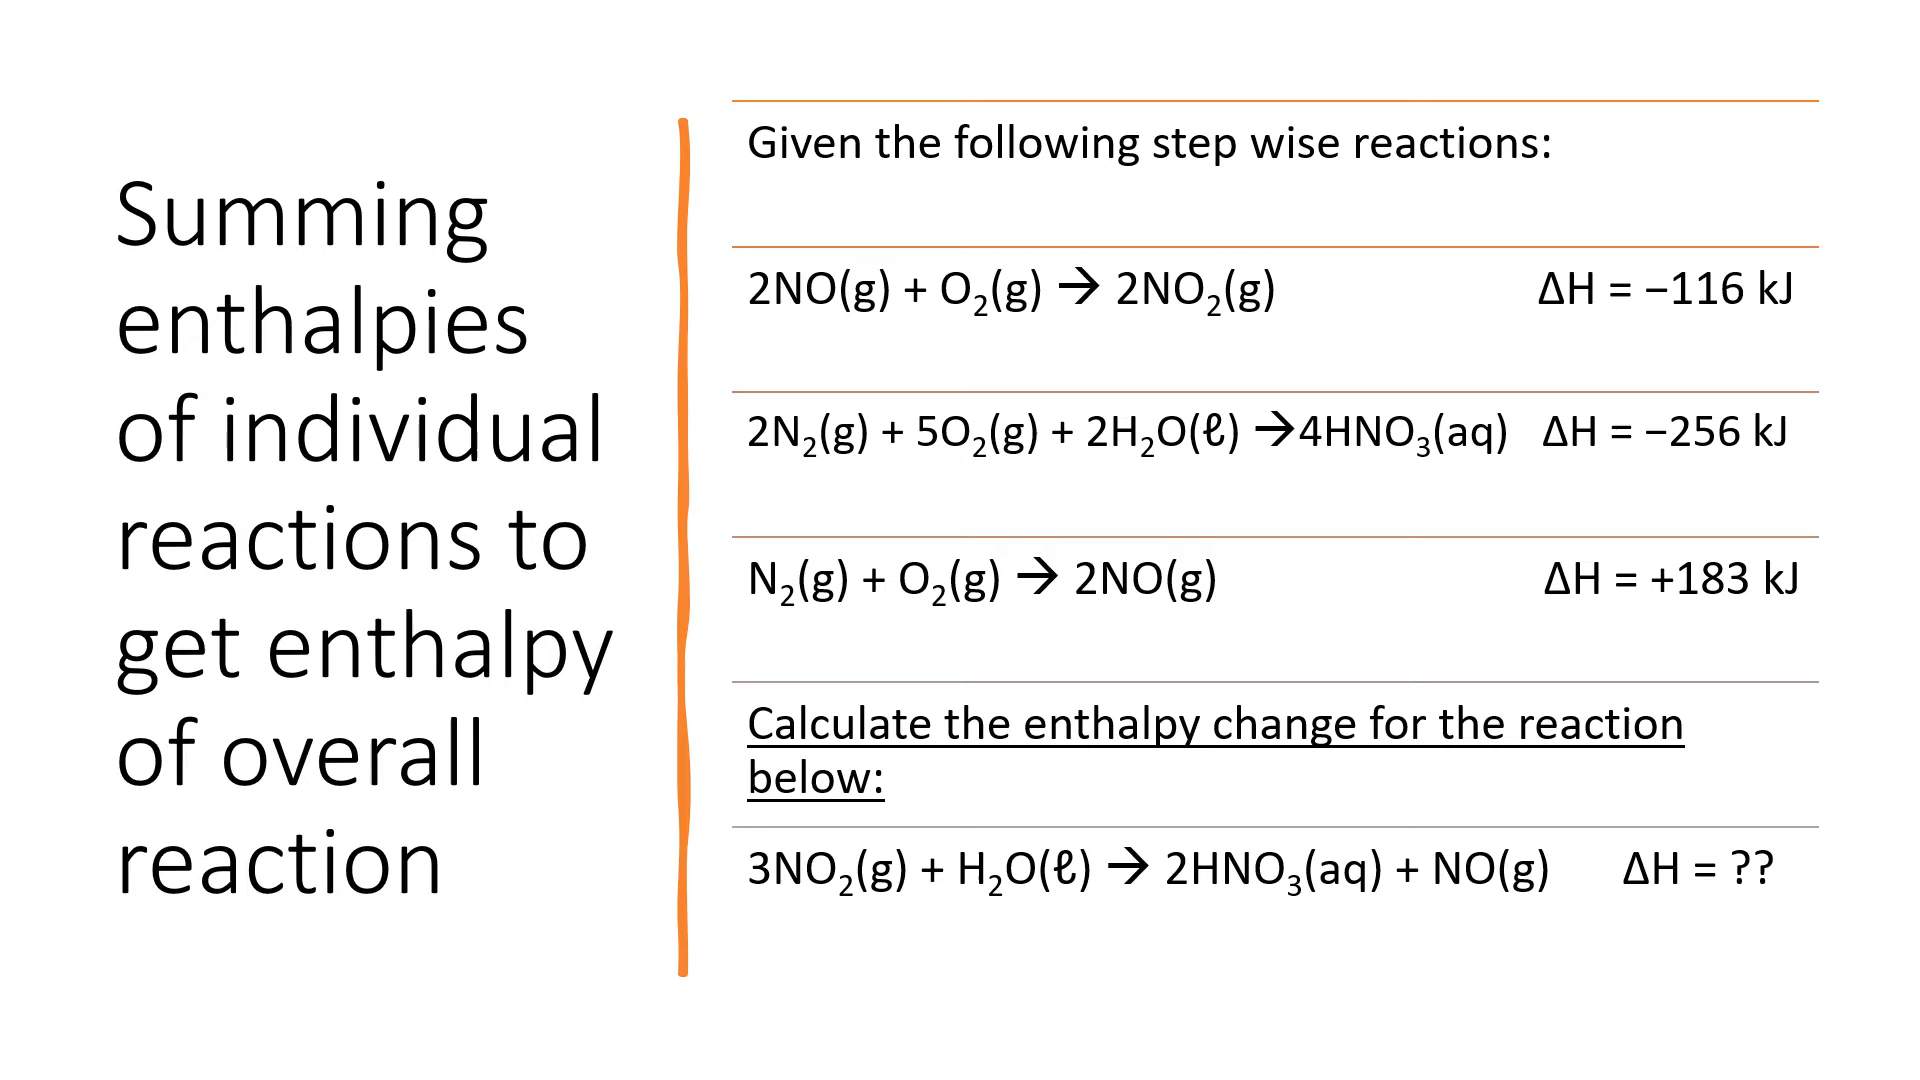 Summing
enthalpies
of individual
reactions to
get enthalpy
of overall
reaction
Given the following step wise reactions:
2NO(g) + O₂(g) → 2NO₂(g) ΔH = −116 kJ
2N₂(g) + 5O₂(g) + 2H₂O(ℓ) →4HNO₃(aq) ΔH = −256 kJ
N₂(g) + O₂(g) → 2NO(g) ΔH = +183 kJ
Calculate the enthalpy change for the reaction
below:
3NO₂(g) + H₂O(ℓ) → 2HNO₃(aq) + NO(g) ΔH = ??